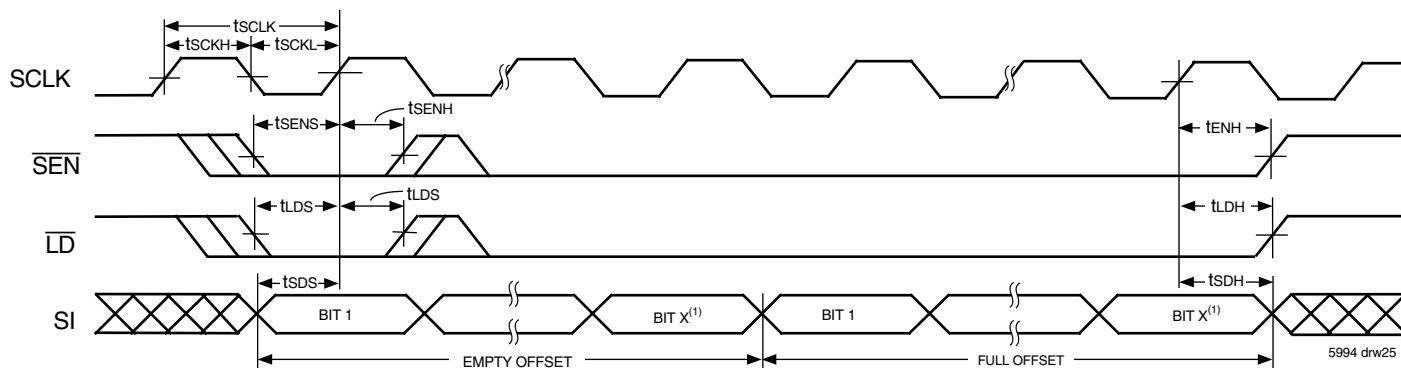 tSCLK
tSCKH tSCKL
SCLK
tSENH
tSENS tENH
SEN
tLDS tLDS tLDH
LD
tSDS tSDH
SI BIT 1 BIT X(1) BIT 1 BIT X(1)
EMPTY OFFSET FULL OFFSET
5994 drw25